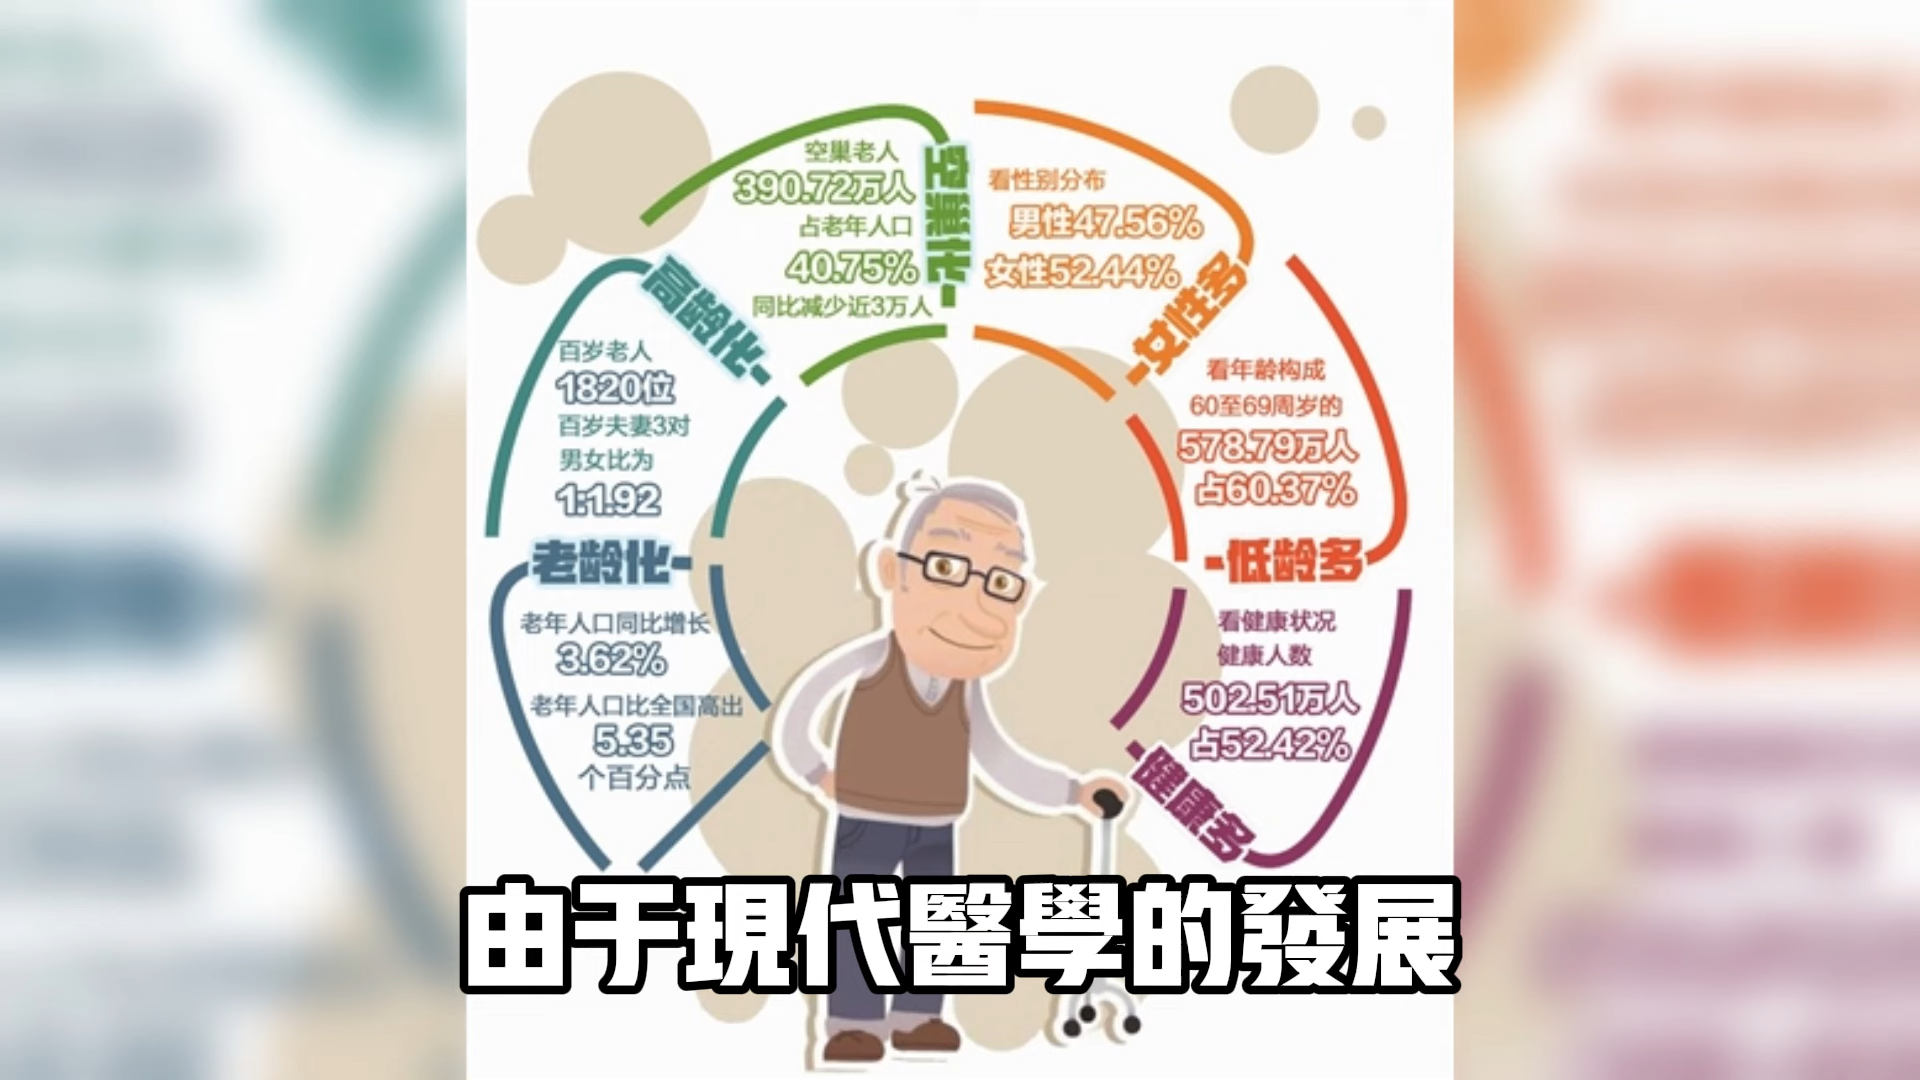 空巢老人
390.72万人
占老年人口
40.75%
同比减少近3万人
空巢化
看性别分布
男性47.56%
女性52.44%
女性多
高龄化
百岁老人
1820位
百岁夫妻3对
男女比为
1:1.92
看年龄构成
60至69周岁的
578.79万人
占60.37%
老龄化
低龄多
老年人口同比增长
3.62%
老年人口比全国高出
5.35
个百分点
看健康状况
健康人数
502.51万人
占52.42%
健康多
由于現代醫學的發展